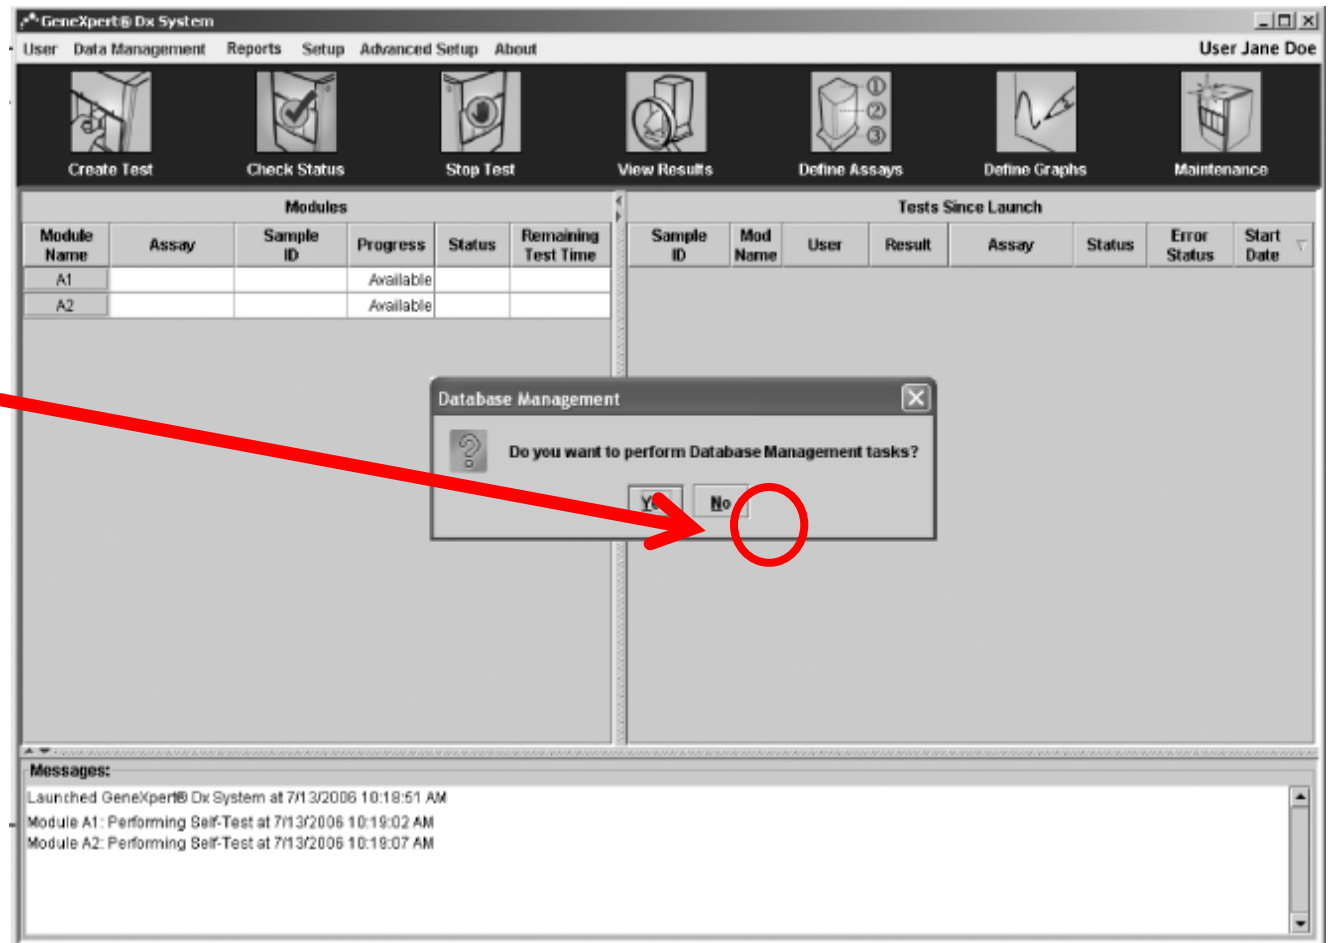 GeneXpert® Dx System
User Data Management Reports Setup Advanced Setup About User Jane Doe
① ② ③
Create Test Check Status Stop Test View Results Define Assays Define Graphs Maintenance
Modules Tests Since Launch
Module Name Assay Sample ID Progress Status Remaining Test Time Sample ID Mod Name User Result Assay Status Error Status Start Date
A1 Available
A2 Available
Database Management
Do you want to perform Database Management tasks?
No
Messages:
Launched GeneXpert® Dx System at 7/13/2006 10:18:51 AM
Module A1: Performing Self-Test at 7/13/2006 10:19:02 AM
Module A2: Performing Self-Test at 7/13/2006 10:19:07 AM